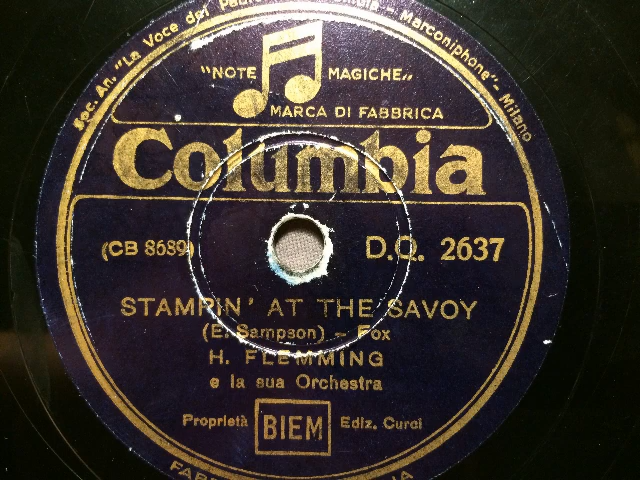 Soc. An. "La Voce del Padrone - Columbia - Marconiphone" - Milano
"NOTE MAGICHE„
MARCA DI FABBRICA
Columbia
(CB 8689) D.Q. 2637
STAMPIN' AT THE SAVOY
(E. Sampson) - Fox
H. FLEMMING
e la sua Orchestra
Proprietà BIEM Ediz. Curci